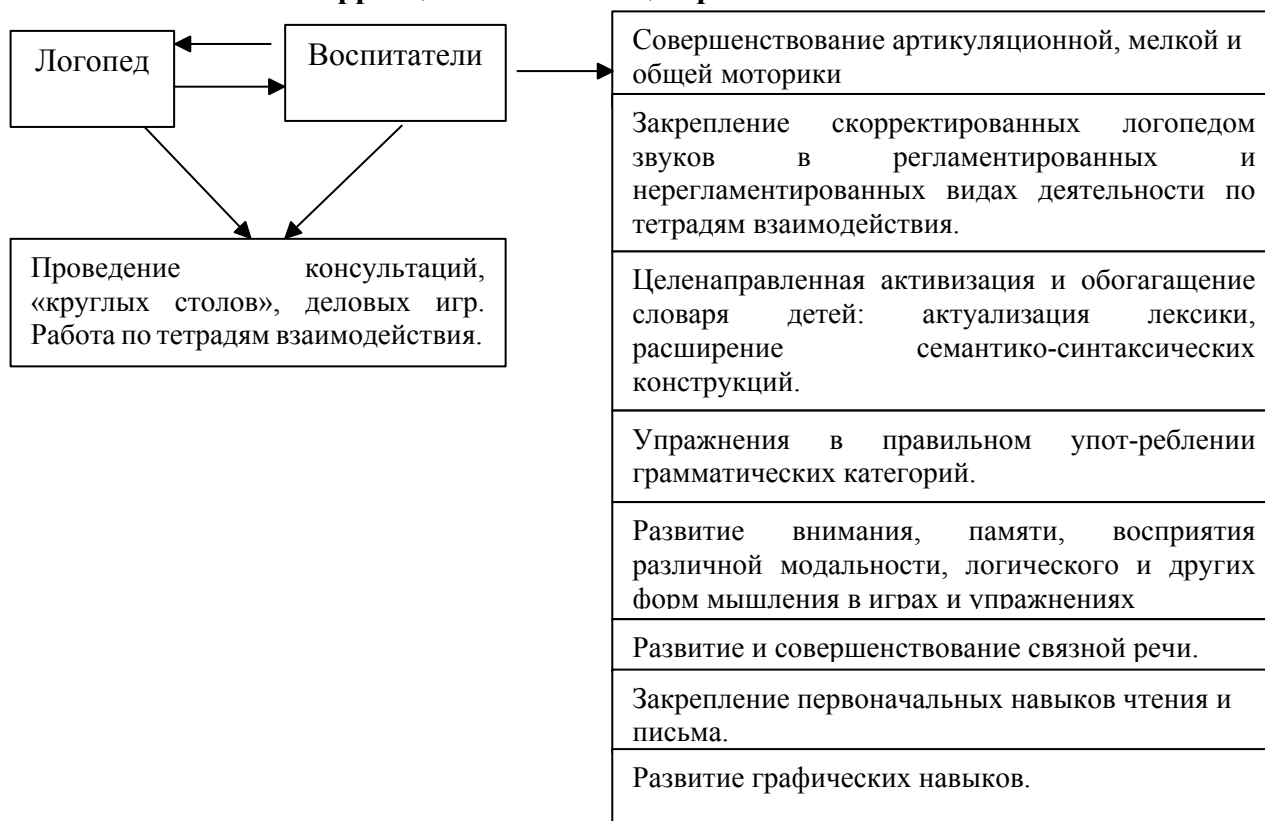 Логопед
Воспитатели
Проведение консультаций,
«круглых столов», деловых игр.
Работа по тетрадям взаимодействия.
Совершенствование артикуляционной, мелкой и
общей моторики
Закрепление скорректированных логопедом
звуков в регламентированных и
нерегламентированных видах деятельности по
тетрадям взаимодействия.
Целенаправленная активизация и обогагащение
словаря детей: актуализация лексики,
расширение семантико-синтаксических
конструкций.
Упражнения в правильном упот-реблении
грамматических категорий.
Развитие внимания, памяти, восприятия
различной модальности, логического и других
форм мышления в играх и упражнениях
Развитие и совершенствование связной речи.
Закрепление первоначальных навыков чтения и
письма.
Развитие графических навыков.